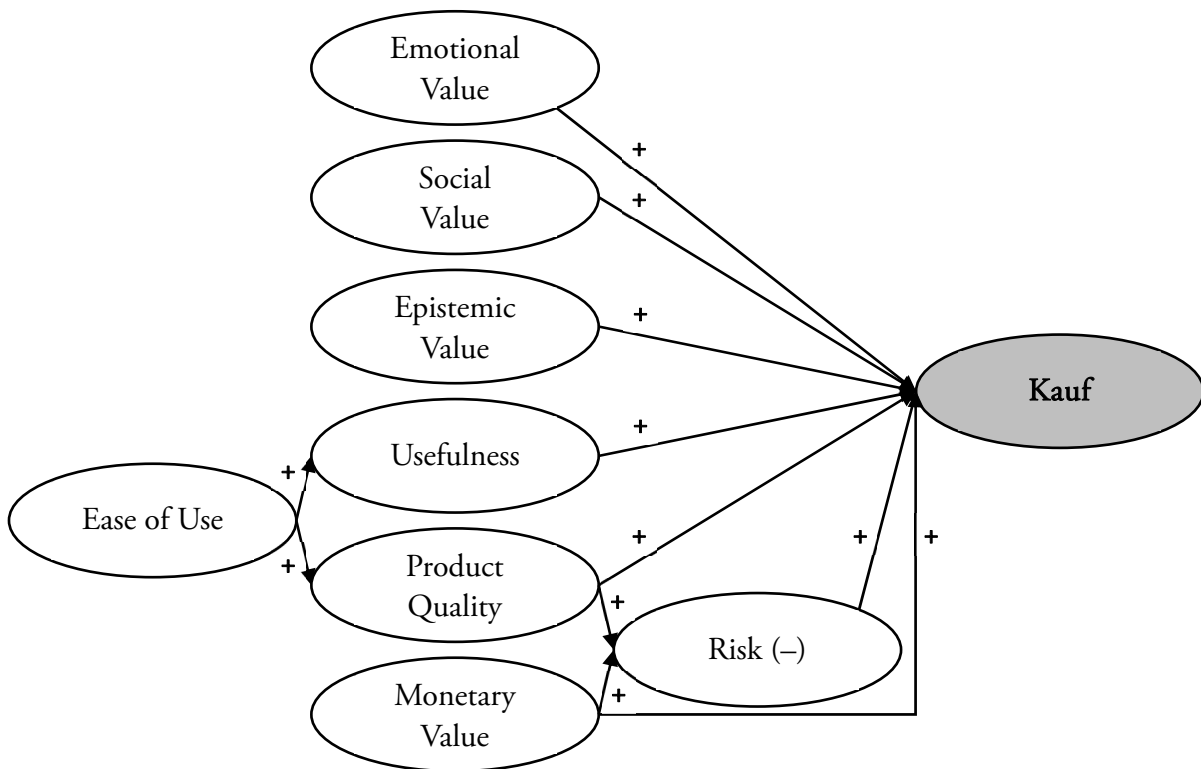 Emotional
Value
+
Social
Value
+
Epistemic
Value
+
Kauf
Usefulness
+
+
Ease of Use
+
Product
Quality
+
+
+
+
Risk (–)
Monetary
Value
+